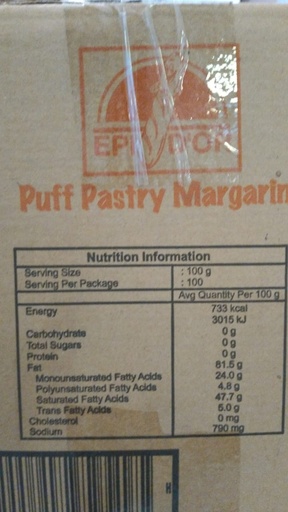 EPI D'OR
Puff Pastry Margarin
Nutrition Information
Serving Size : 100 g
Serving Per Package : 100
Avg Quantity Per 100 g
Energy 733 kcal
3015 kJ
Carbohydrate 0 g
Total Sugars 0 g
Protein 0 g
Fat 81.5 g
Monounsaturated Fatty Acids 24.0 g
Polyunsaturated Fatty Acids 4.8 g
Saturated Fatty Acids 47.7 g
Trans Fatty Acids 5.0 g
Cholesterol 0 mg
Sodium 790 mg
H